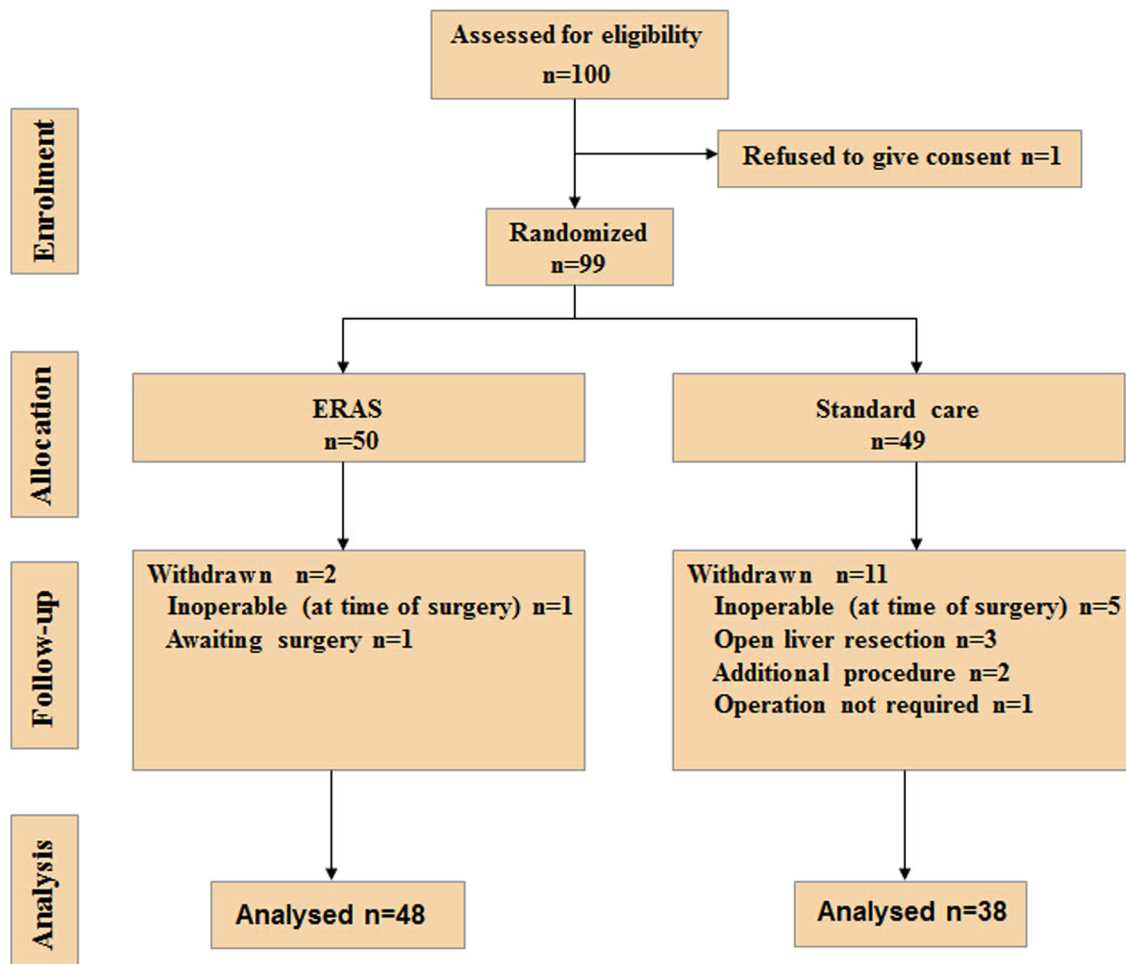 Assessed for eligibility
n=100
Enrolment
Refused to give consent n=1
Randomized
n=99
Allocation
ERAS
n=50
Standard care
n=49
Follow-up
Withdrawn n=2
Inoperable (at time of surgery) n=1
Awaiting surgery n=1
Withdrawn n=11
Inoperable (at time of surgery) n=5
Open liver resection n=3
Additional procedure n=2
Operation not required n=1
Analysis
Analysed n=48
Analysed n=38